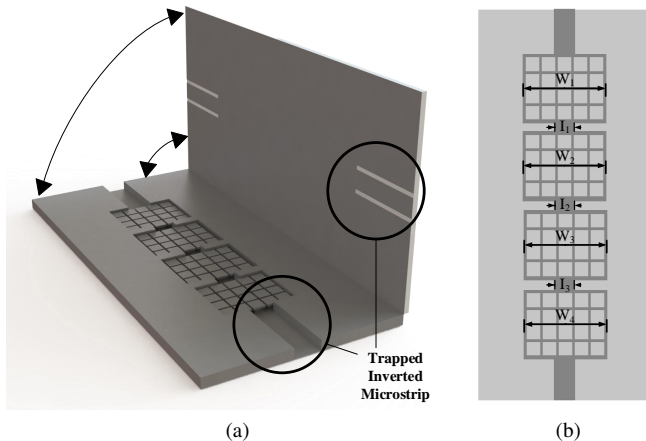 Trapped
Inverted
Microstrip
(a)
W₁
I₁
W₂
I₂
W₃
I₃
W₄
(b)